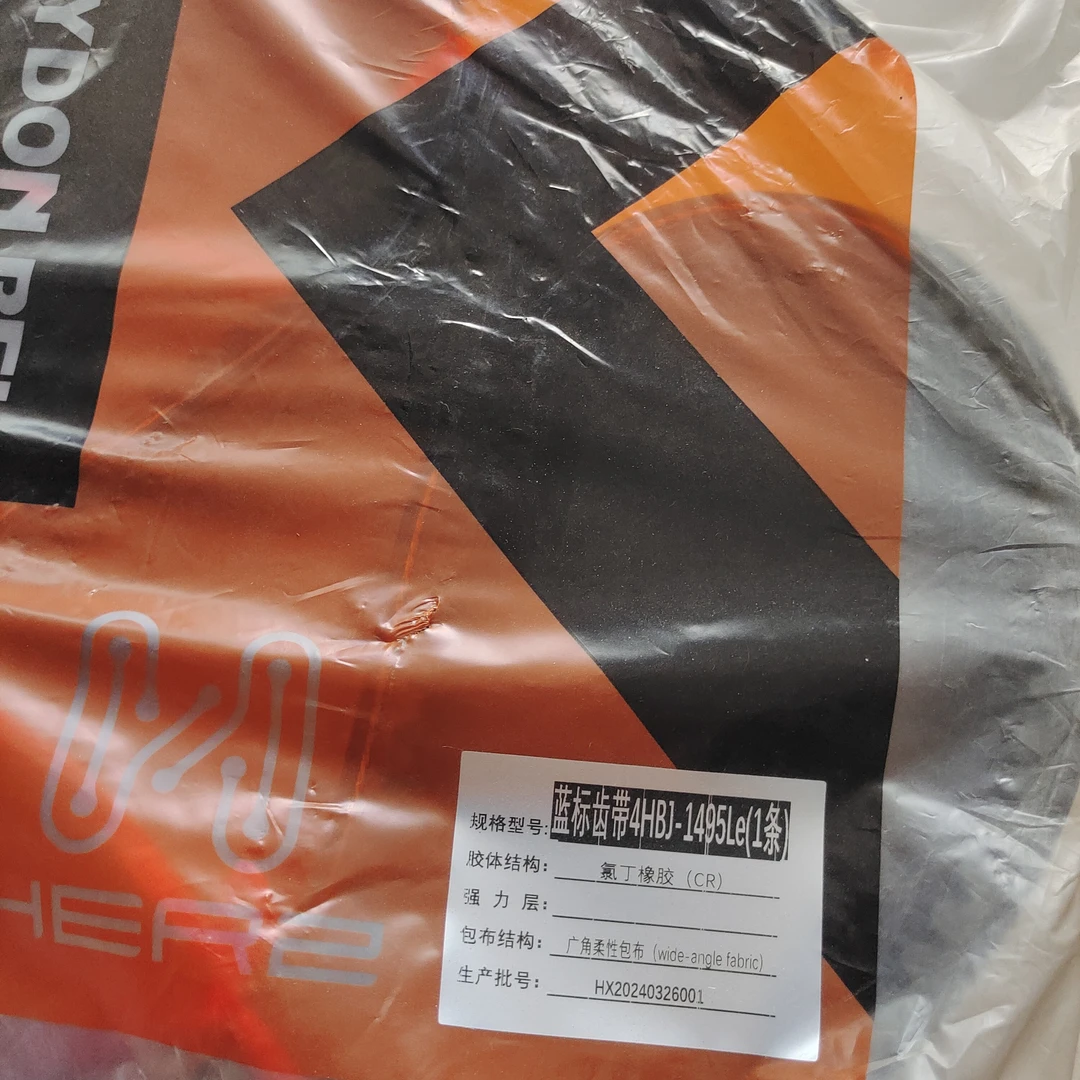 YDON BEL
HERZ
规格型号:蓝标齿带4HBJ-1495Le(1条)
胶体结构: 氯丁橡胶 (CR)
强 力 层:
包布结构: 广角柔性包布 (wide-angle fabric)
生产批号: HX20240326001